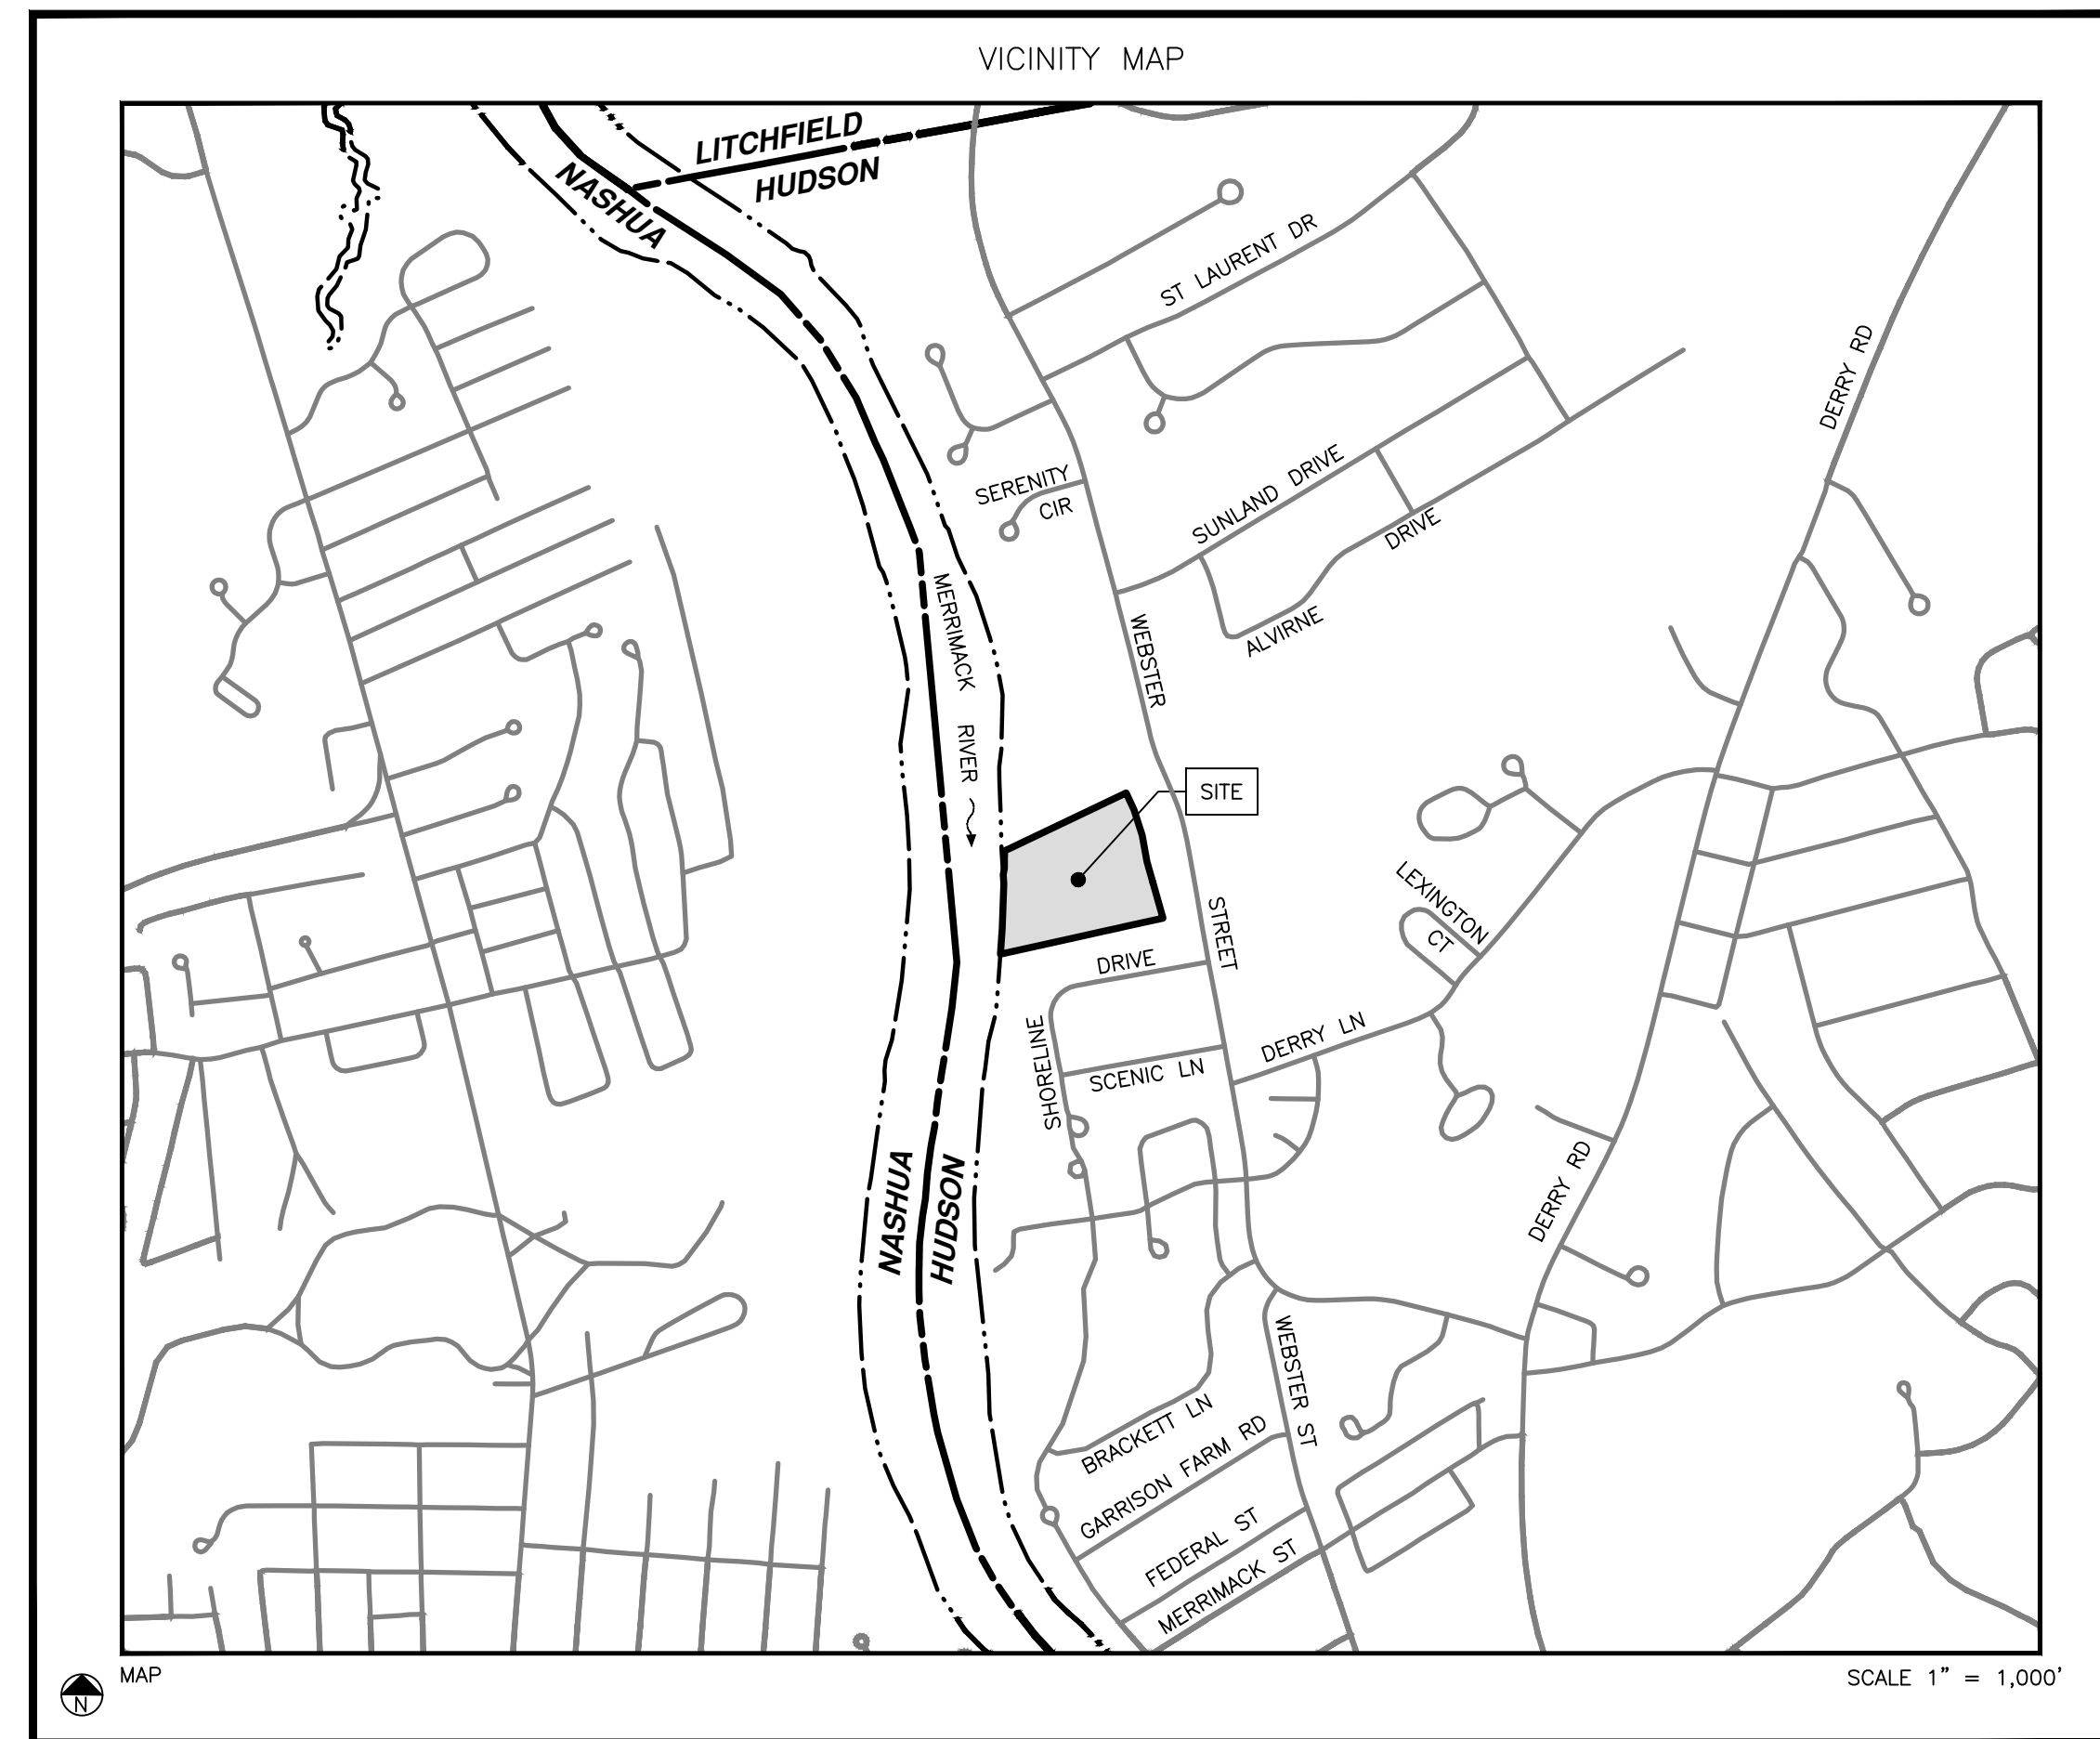 VICINITY MAP
LITCHFIELD
HUDSON
NASHUA
ST LAURENT DR
DERRY RD
SERENITY
CIR
SUNLAND DRIVE
ALVIRNE
DRIVE
MERRIMACK
RIVER
WEBSTER
STREET
SITE
LEXINGTON
CT
DRIVE
SHORELINE
SCENIC LN
DERRY LN
NASHUA
HUDSON
DERRY RD
WEBSTER ST
BRACKETT LN
GARRISON FARM RD
FEDERAL ST
MERRIMACK ST
N
MAP
SCALE 1" = 1,000'